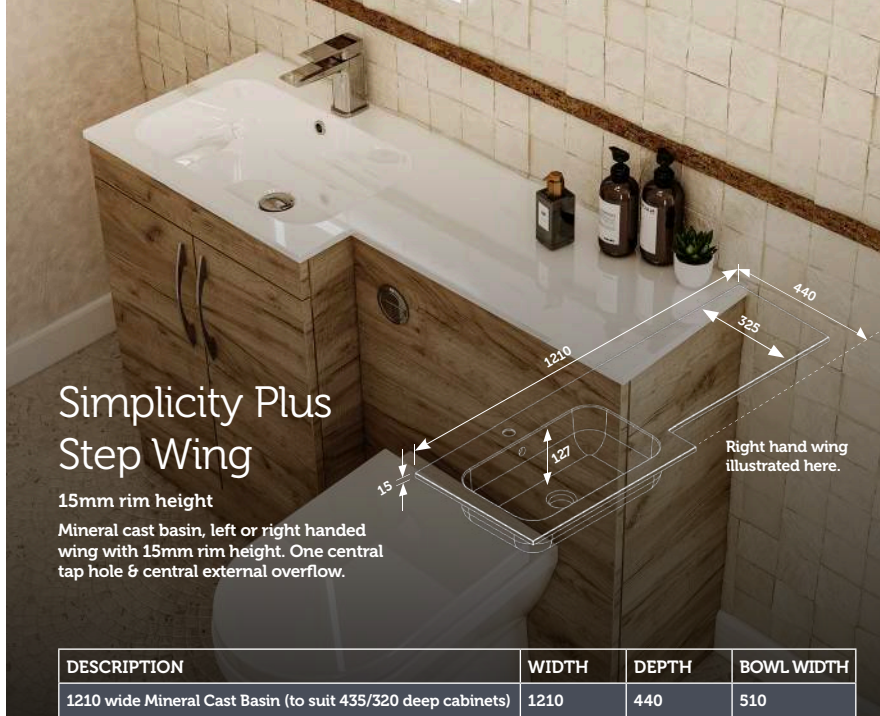 1210
440
325
127
15
Right hand wing
illustrated here.
Simplicity Plus
Step Wing
15mm rim height
Mineral cast basin, left or right handed
wing with 15mm rim height. One central
tap hole & central external overflow.
DESCRIPTION WIDTH DEPTH BOWL WIDTH
1210 wide Mineral Cast Basin (to suit 435/320 deep cabinets) 1210 440 510